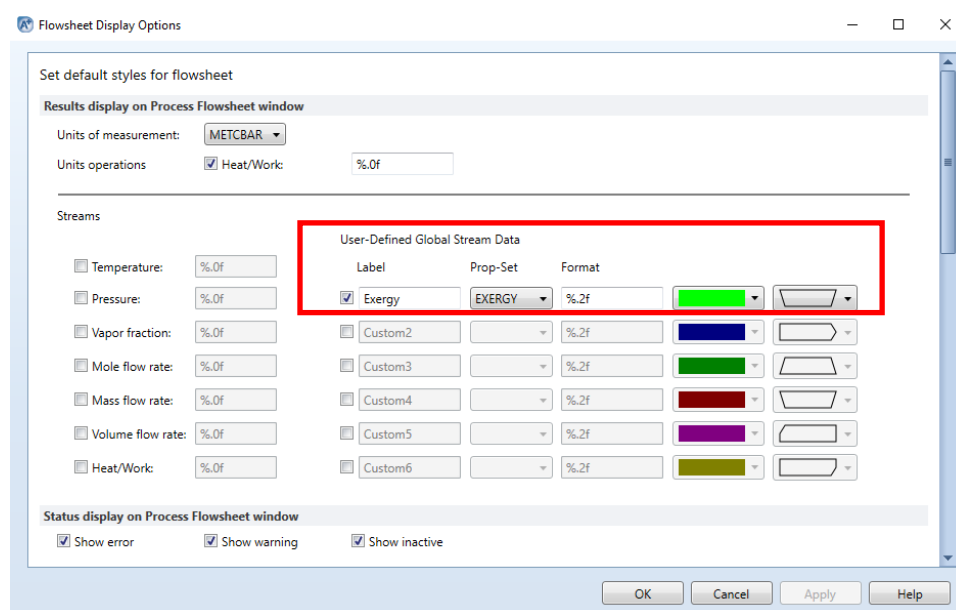 Flowsheet Display Options
Set default styles for flowsheet
Results display on Process Flowsheet window
Units of measurement: METCBAR
Units operations Heat/Work: %.0f
Streams
User-Defined Global Stream Data
Label Prop-Set Format
Temperature: %.0f
Pressure: %.0f Exergy EXERGY %.2f
Vapor fraction: %.0f Custom2 %.2f
Mole flow rate: %.0f Custom3 %.2f
Mass flow rate: %.0f Custom4 %.2f
Volume flow rate: %.0f Custom5 %.2f
Heat/Work: %.0f Custom6 %.2f
Status display on Process Flowsheet window
Show error Show warning Show inactive
OK Cancel Apply Help